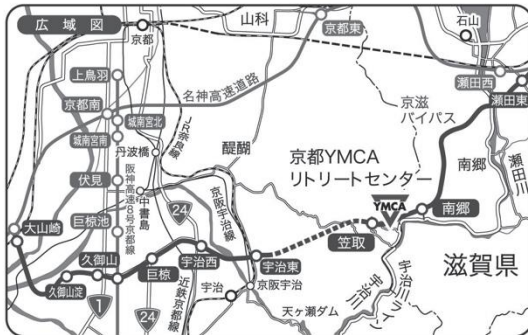 広域図
京都
山科
京都東
石山
瀬田西
瀬田東
上鳥羽
名神高速道路
京都南
城南宮北
城南宮南
JR奈良線
京滋
バイパス
丹波橋
醍醐
京都YMCA
リトリートセンター
YMCA
南郷
瀬田川
伏見
阪神高速8号京都線
中書島
24
京阪宇治線
大山崎
巨椋池
南郷
笠取
滋賀県
久御山
宇治西
宇治東
久御山淀
巨椋
1
24
近鉄京都線
宇治
京阪宇治
天ヶ瀬ダム
宇治川
宇治川ライン